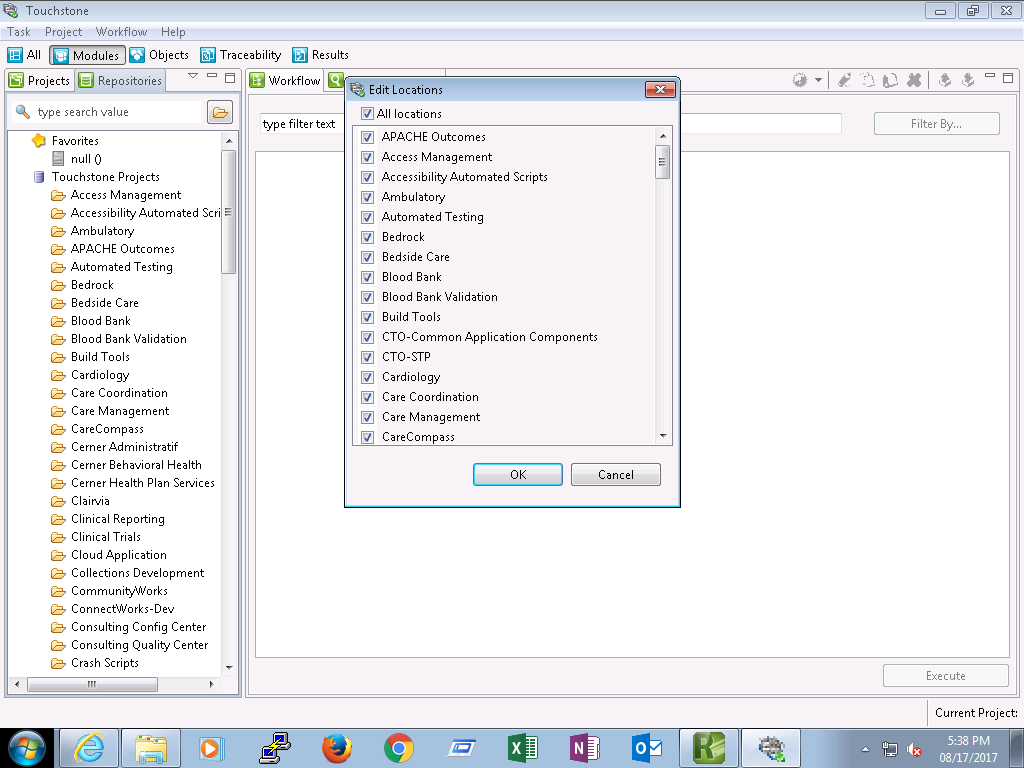 Touchstone
Task Project Workflow Help
All Modules Objects Traceability Results
Projects Repositories
Workflow
type search value
Favorites
null ()
Touchstone Projects
Access Management
Accessibility Automated Scri
Ambulatory
APACHE Outcomes
Automated Testing
Bedrock
Bedside Care
Blood Bank
Blood Bank Validation
Build Tools
Cardiology
Care Coordination
Care Management
CareCompass
Cerner Administratif
Cerner Behavioral Health
Cerner Health Plan Services
Clairvia
Clinical Reporting
Clinical Trials
Cloud Application
Collections Development
CommunityWorks
ConnectWorks-Dev
Consulting Config Center
Consulting Quality Center
Crash Scripts
type filter text
Filter By...
Edit Locations
All locations
APACHE Outcomes
Access Management
Accessibility Automated Scripts
Ambulatory
Automated Testing
Bedrock
Bedside Care
Blood Bank
Blood Bank Validation
Build Tools
CTO-Common Application Components
CTO-STP
Cardiology
Care Coordination
Care Management
CareCompass
OK Cancel
Execute
Current Project:
5:38 PM
08/17/2017